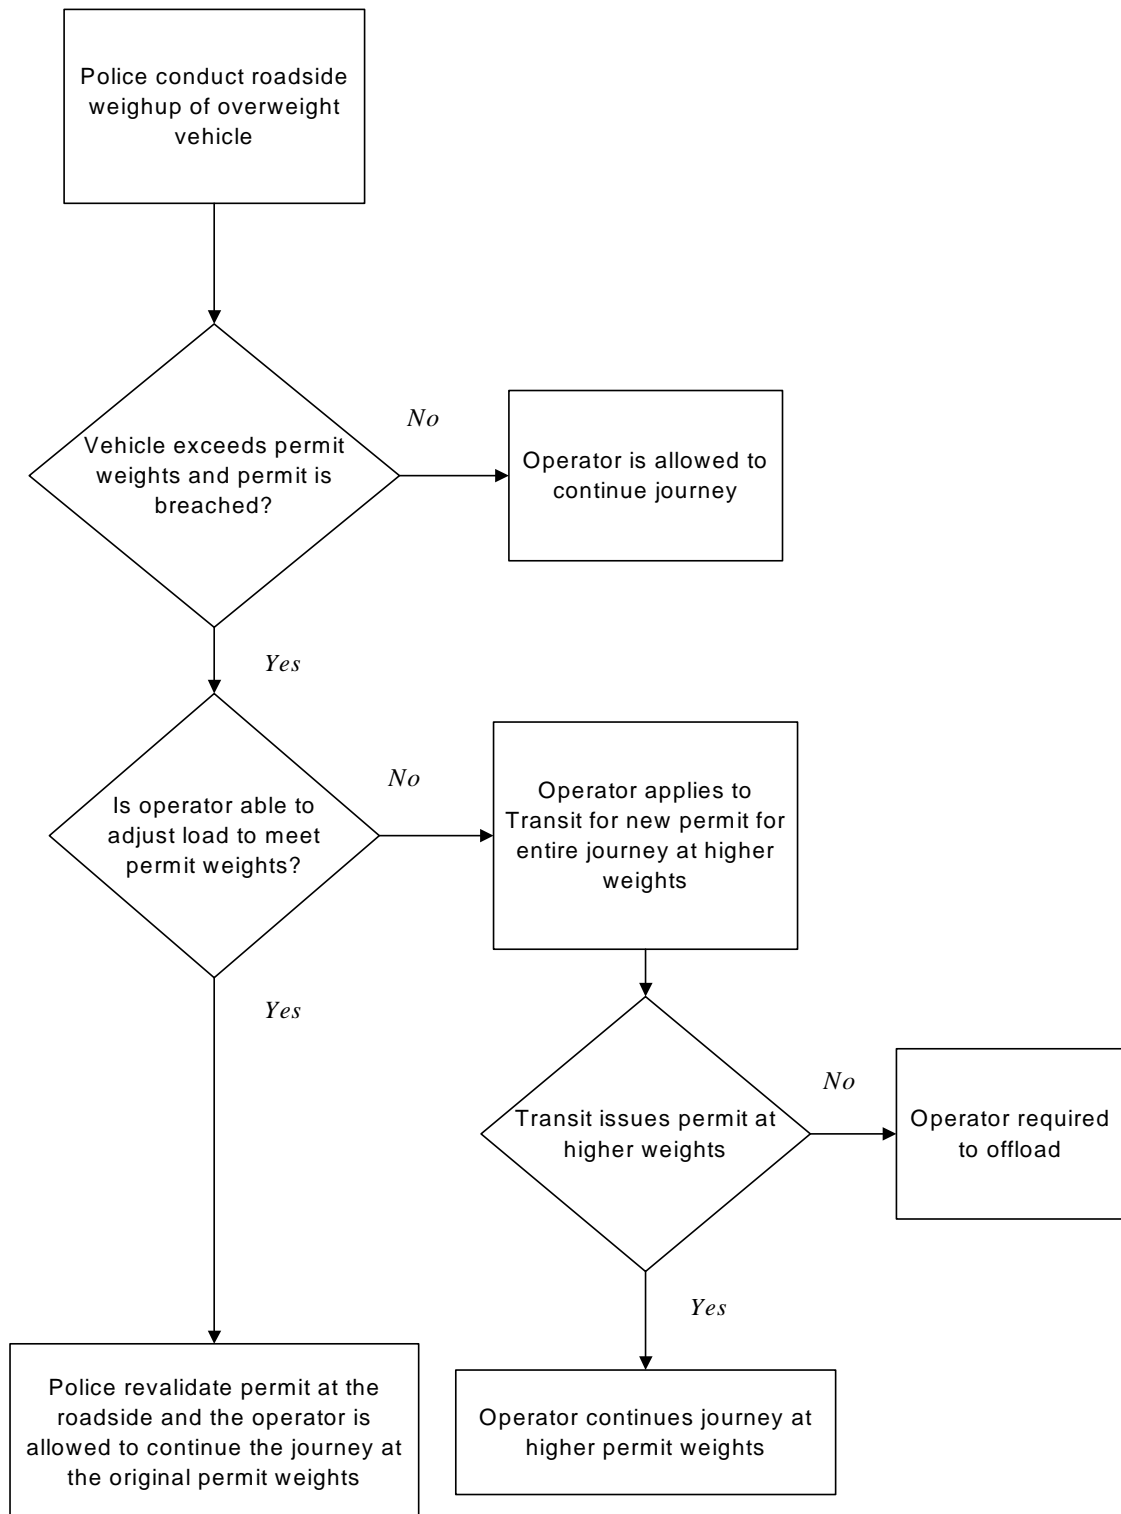 Police conduct roadside
weighup of overweight
vehicle
No
Vehicle exceeds permit
weights and permit is
breached?
Operator is allowed to
continue journey
Yes
No
Is operator able to
adjust load to meet
permit weights?
Operator applies to
Transit for new permit for
entire journey at higher
weights
Yes
No
Transit issues permit at
higher weights
Operator required
to offload
Yes
Police revalidate permit at the
roadside and the operator is
allowed to continue the journey at
the original permit weights
Operator continues journey at
higher permit weights